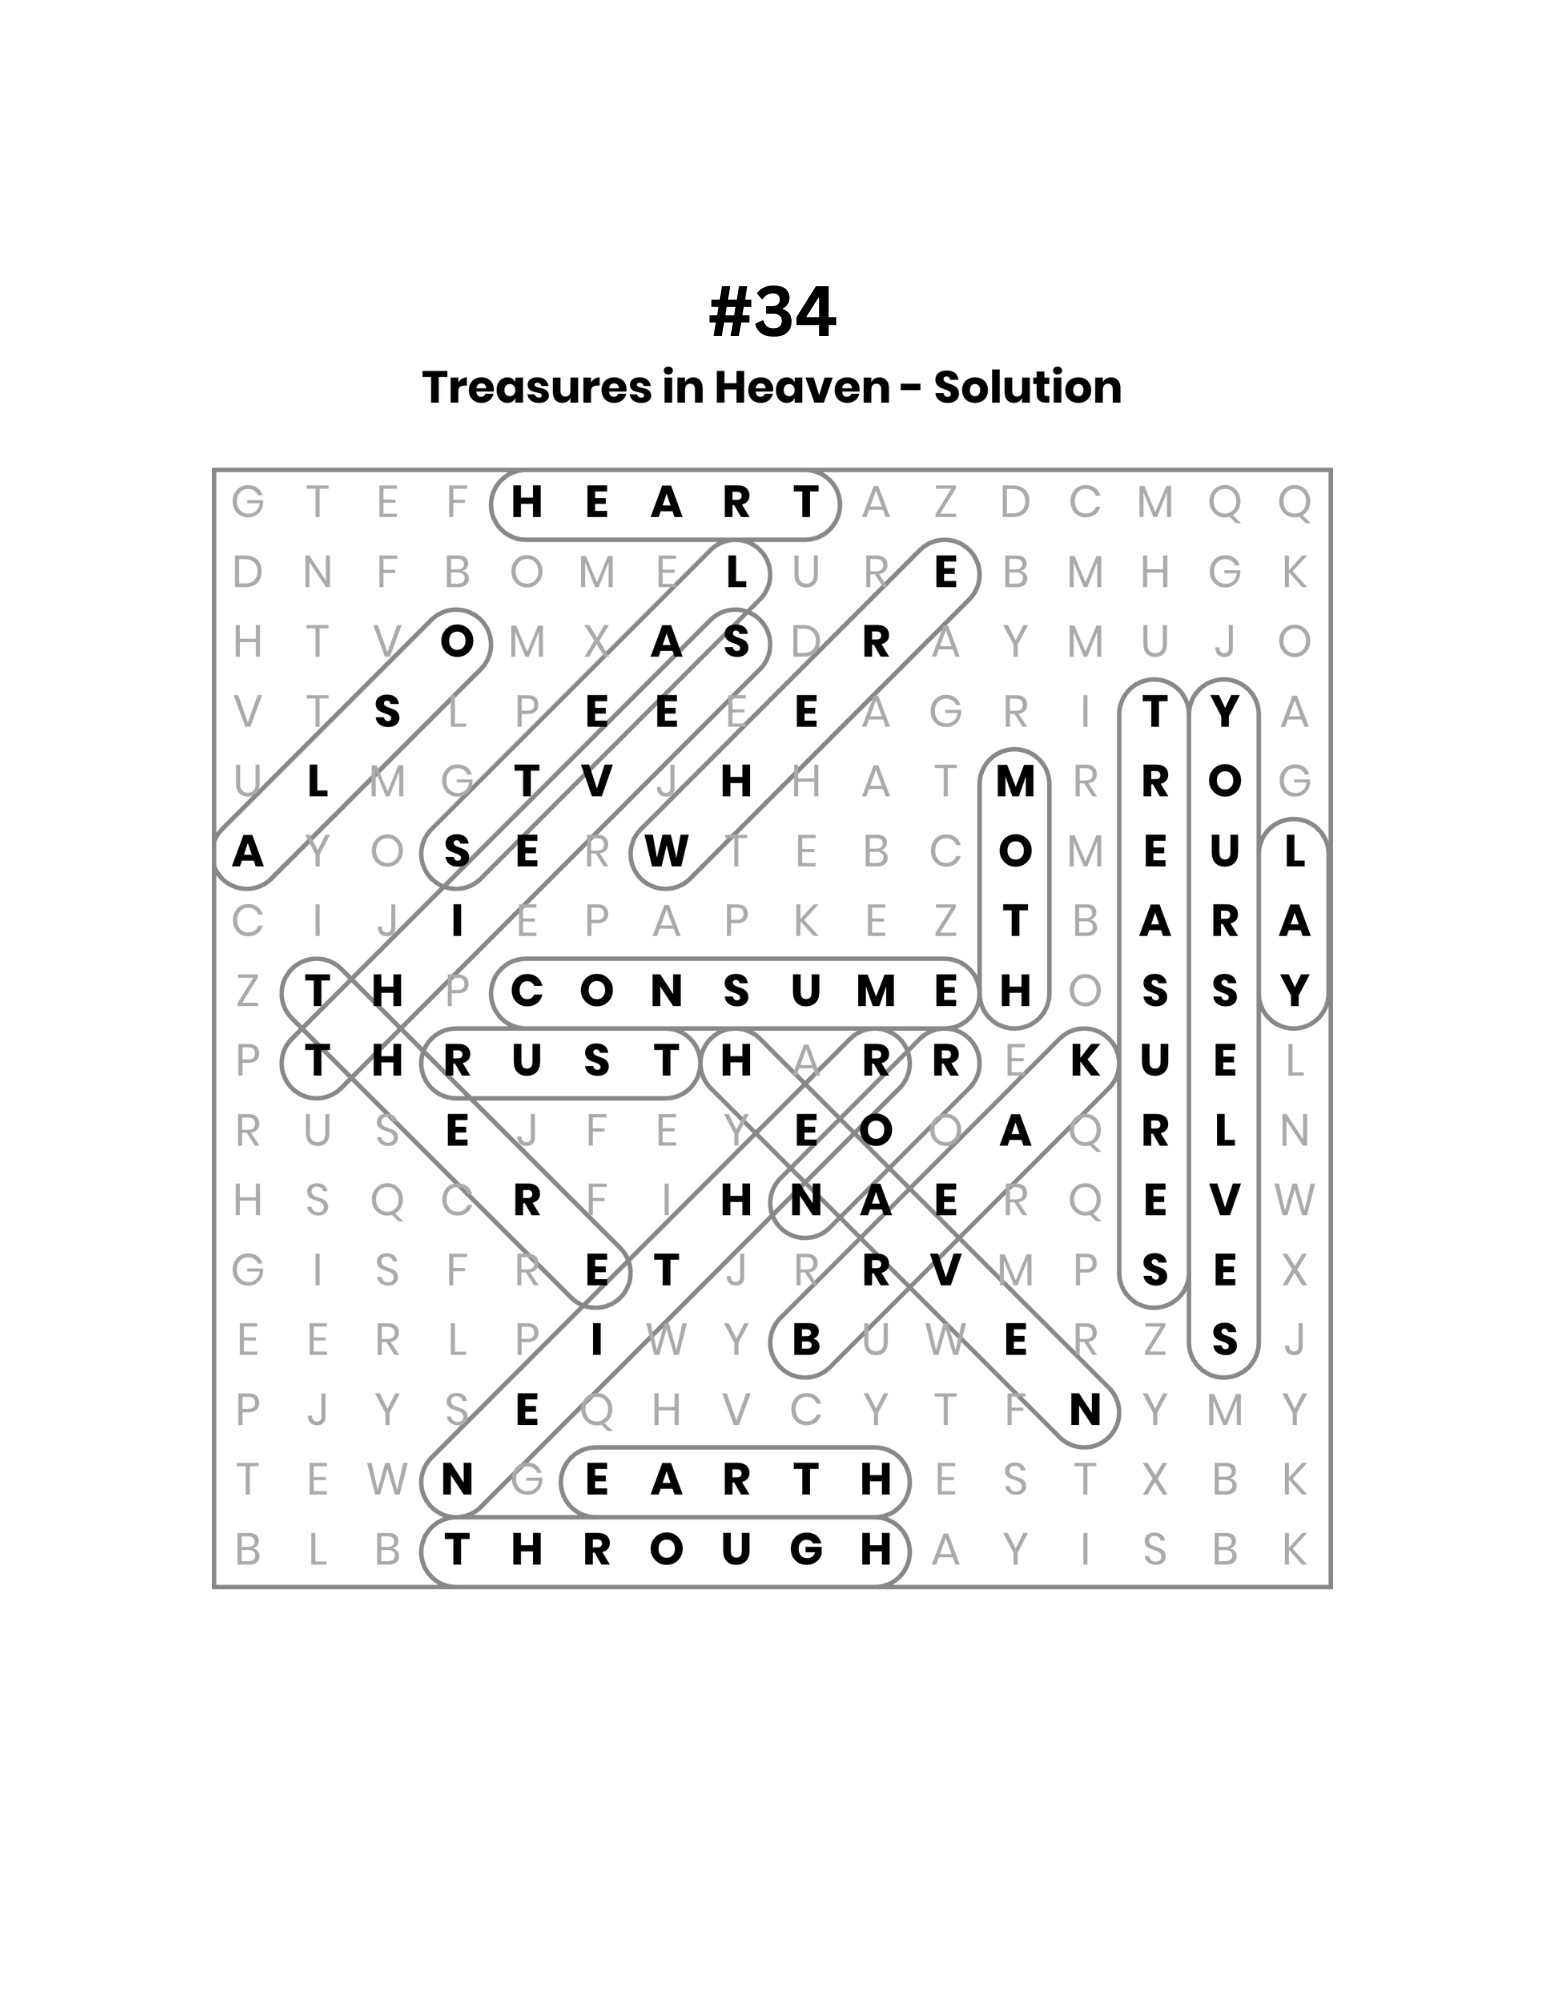 #34
Treasures in Heaven - Solution
G T E F H E A R T A Z D C M Q Q
D N F B O M E L U R E B M H G K
H T V O M X A S D R A Y M U J O
V T S L P E E E E A G R I T Y A
U L M G T V J H H A T M R R O G
A Y O S E R W T E B C O M E U L
C I J I E P A P K E Z T B A R A
Z T H P C O N S U M E H O S S Y
P T H R U S T H A R R E K U E L
R U S E J F E Y E O O A Q R L N
H S Q C R F I H N A E R Q E V W
G I S F R E T J R R V M P S E X
E E R L P I W Y B U W E R Z S J
P J Y S E Q H V C Y T F N Y M Y
T E W N G E A R T H E S T X B K
B L B T H R O U G H A Y I S B K